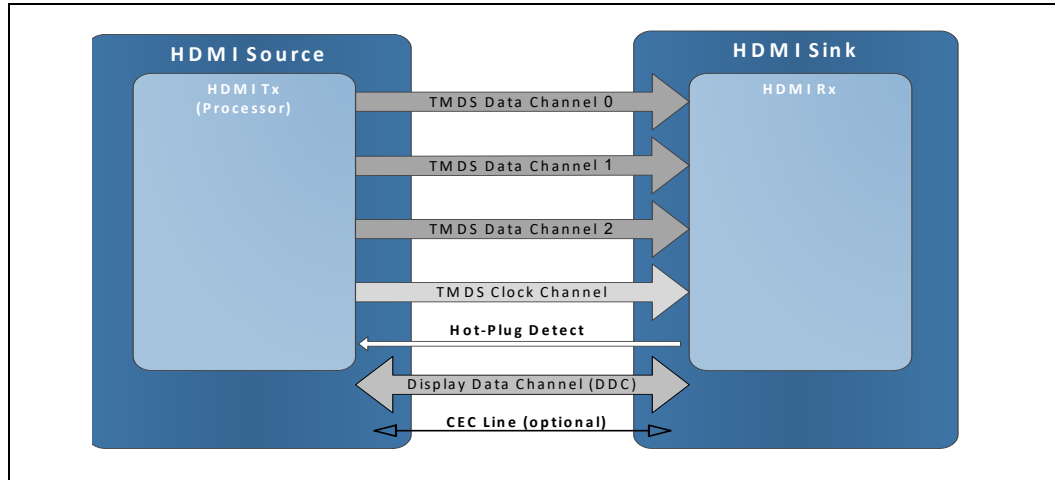 HDMI Source
HDMI Sink
HDMI Tx
(Processor)
HDMI Rx
TMDS Data Channel 0
TMDS Data Channel 1
TMDS Data Channel 2
TMDS Clock Channel
Hot-Plug Detect
Display Data Channel (DDC)
CEC Line (optional)